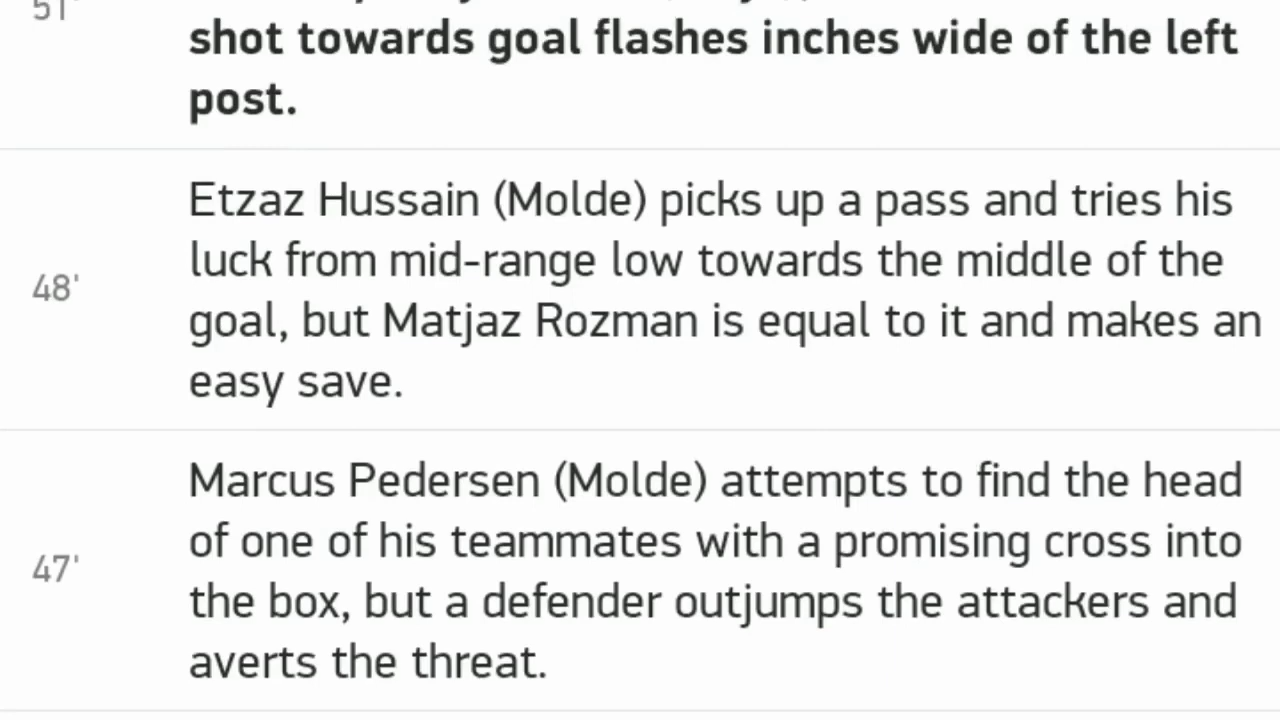 51'
shot towards goal flashes inches wide of the left
post.
Etzaz Hussain (Molde) picks up a pass and tries his
luck from mid-range low towards the middle of the
48'
goal, but Matjaz Rozman is equal to it and makes an
easy save.
Marcus Pedersen (Molde) attempts to find the head
of one of his teammates with a promising cross into
47'
the box, but a defender outjumps the attackers and
averts the threat.